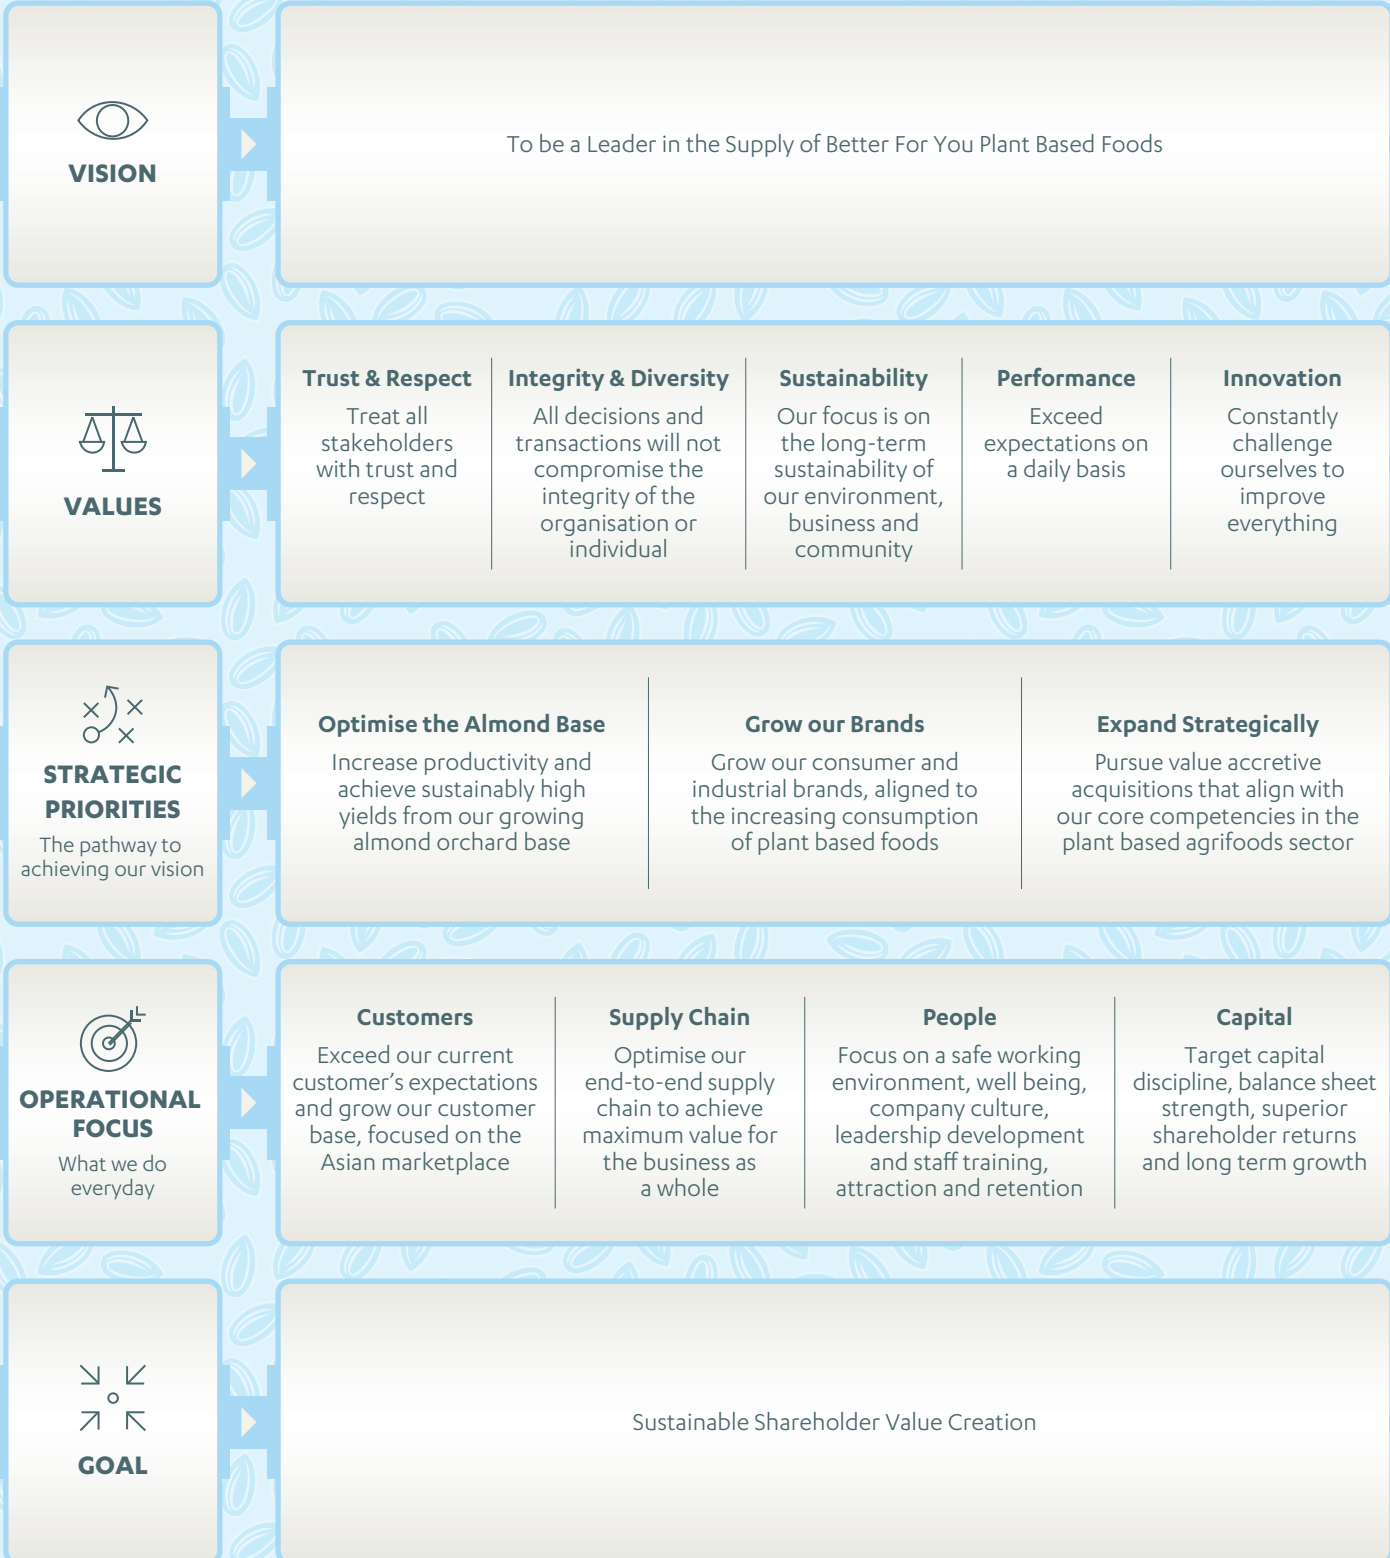 VISION
To be a Leader in the Supply of Better For You Plant Based Foods
VALUES
Trust & Respect
Treat all
stakeholders
with trust and
respect
Integrity & Diversity
All decisions and
transactions will not
compromise the
integrity of the
organisation or
individual
Sustainability
Our focus is on
the long-term
sustainability of
our environment,
business and
community
Performance
Exceed
expectations on
a daily basis
Innovation
Constantly
challenge
ourselves to
improve
everything
STRATEGIC
PRIORITIES
The pathway to
achieving our vision
Optimise the Almond Base
Increase productivity and
achieve sustainably high
yields from our growing
almond orchard base
Grow our Brands
Grow our consumer and
industrial brands, aligned to
the increasing consumption
of plant based foods
Expand Strategically
Pursue value accretive
acquisitions that align with
our core competencies in the
plant based agrifoods sector
OPERATIONAL
FOCUS
What we do
everyday
Customers
Exceed our current
customer’s expectations
and grow our customer
base, focused on the
Asian marketplace
Supply Chain
Optimise our
end-to-end supply
chain to achieve
maximum value for
the business as
a whole
People
Focus on a safe working
environment, well being,
company culture,
leadership development
and staff training,
attraction and retention
Capital
Target capital
discipline, balance sheet
strength, superior
shareholder returns
and long term growth
GOAL
Sustainable Shareholder Value Creation